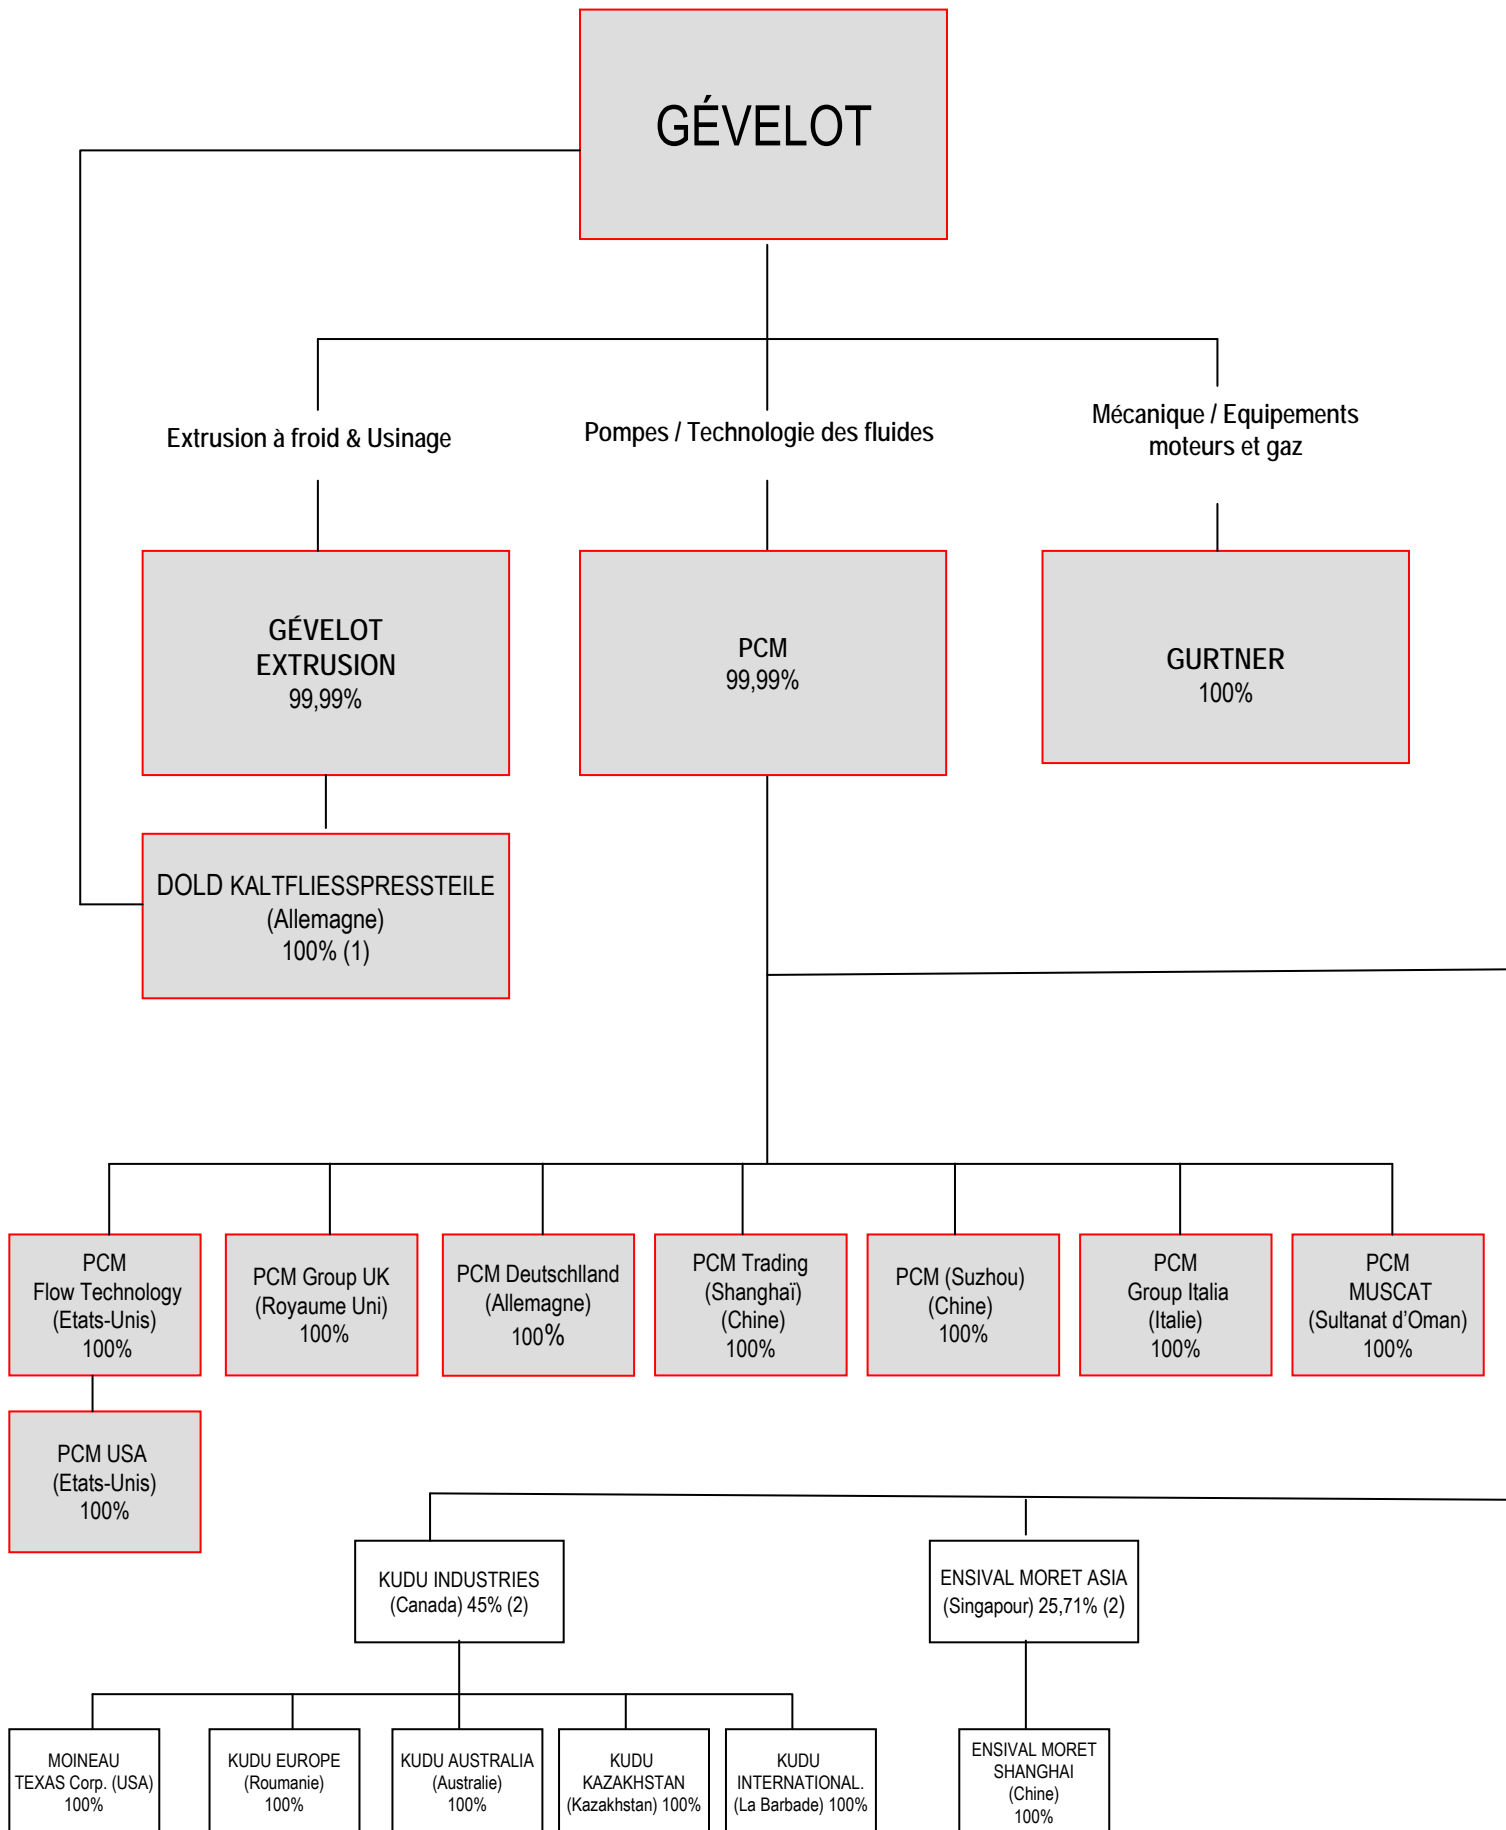 GÉVELOT
Extrusion à froid & Usinage
Pompes / Technologie des fluides
Mécanique / Equipements
moteurs et gaz
GÉVELOT
EXTRUSION
99,99%
PCM
99,99%
GURTNER
100%
DOLD KALTFLIESSPRESSTEILE
(Allemagne)
100% (1)
PCM
Flow Technology
(Etats-Unis)
100%
PCM Group UK
(Royaume Uni)
100%
PCM Deutschlland
(Allemagne)
100%
PCM Trading
(Shanghaï)
(Chine)
100%
PCM (Suzhou)
(Chine)
100%
PCM
Group Italia
(Italie)
100%
PCM
MUSCAT
(Sultanat d'Oman)
100%
PCM USA
(Etats-Unis)
100%
KUDU INDUSTRIES
(Canada) 45% (2)
ENSIVAL MORET ASIA
(Singapour) 25,71% (2)
MOINEAU
TEXAS Corp. (USA)
100%
KUDU EUROPE
(Roumanie)
100%
KUDU AUSTRALIA
(Australie)
100%
KUDU
KAZAKHSTAN
(Kazakhstan) 100%
KUDU
INTERNATIONAL.
(La Barbade) 100%
ENSIVAL MORET
SHANGHAI
(Chine)
100%